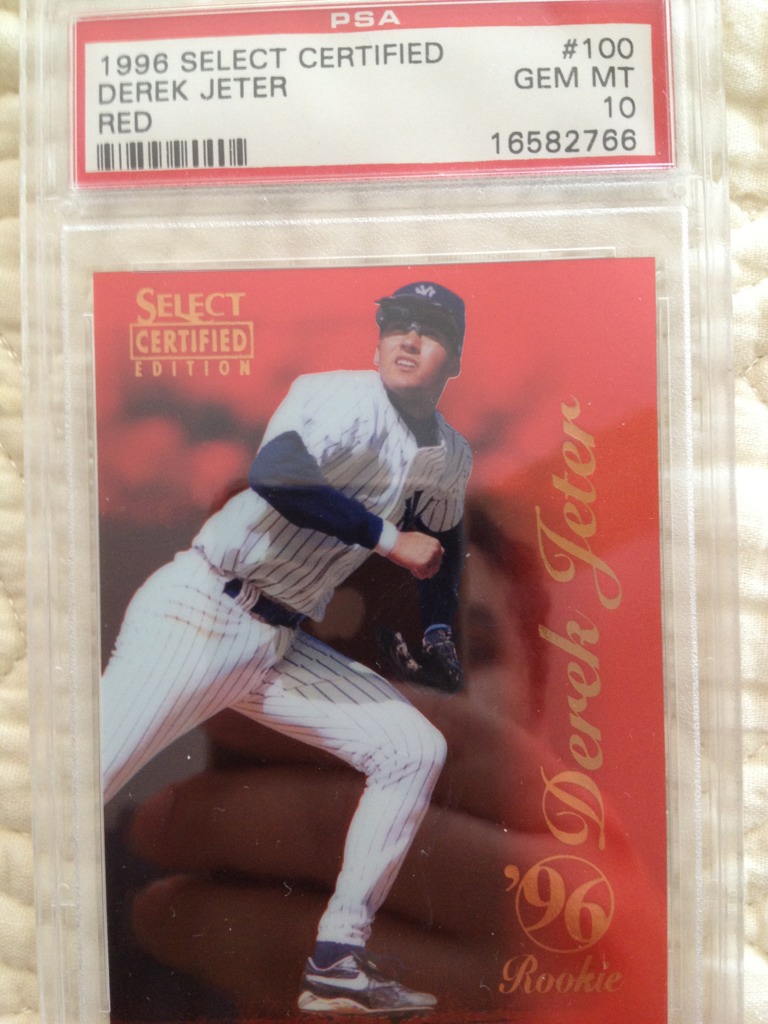 PSA
1996 SELECT CERTIFIED #100
DEREK JETER GEM MT
RED 10
16582766
SELECT
CERTIFIED
EDITION
Derek Jeter
'96
Rookie